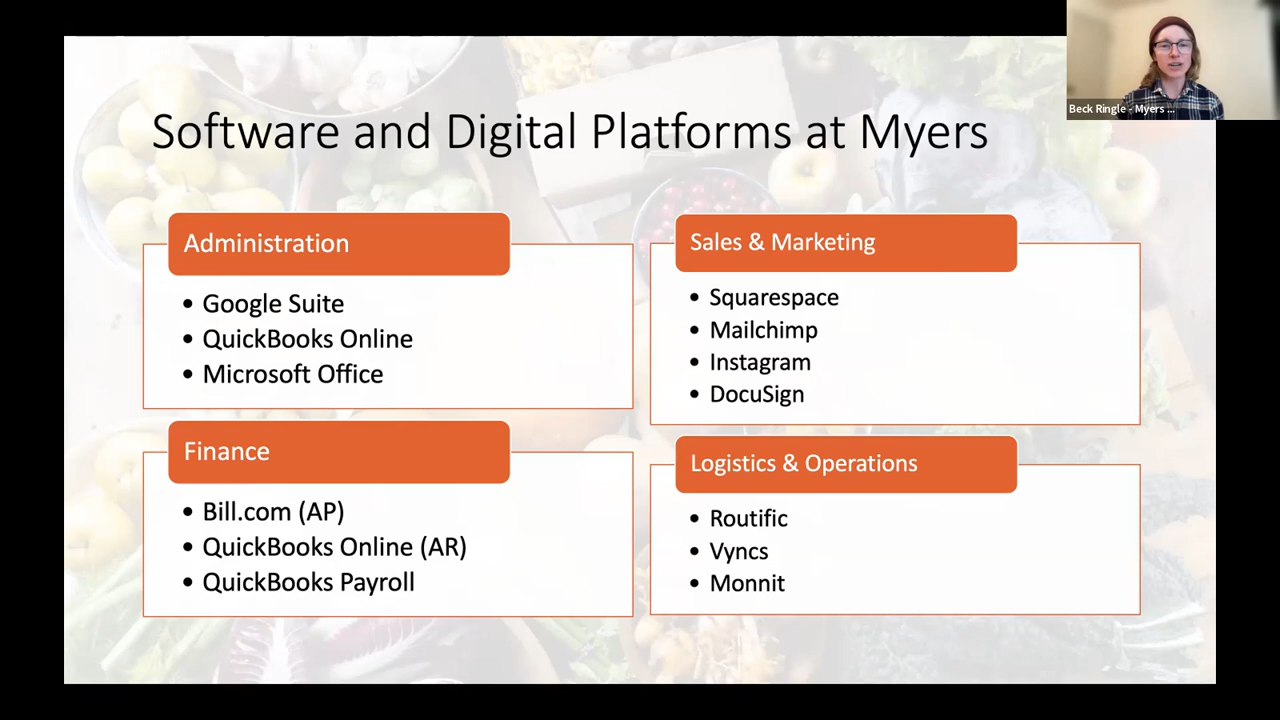 Software and Digital Platforms at Myers
Beck Ringle - Myers ...
Administration
• Google Suite
• QuickBooks Online
• Microsoft Office
Sales & Marketing
• Squarespace
• Mailchimp
• Instagram
• DocuSign
Finance
• Bill.com (AP)
• QuickBooks Online (AR)
• QuickBooks Payroll
Logistics & Operations
• Routific
• Vyncs
• Monnit